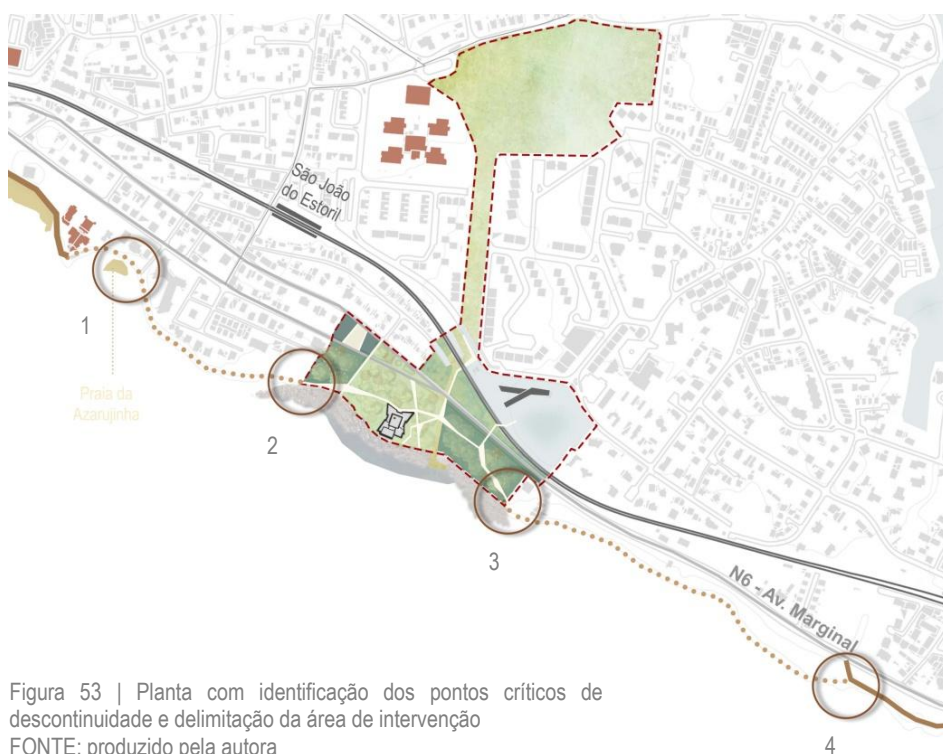 São João
do Estoril
1
Praia da
Azarujinha
2
3
N6 - Av. Marginal
4
Figura 53 | Planta com identificação dos pontos críticos de
descontinuidade e delimitação da área de intervenção
FONTE: produzido pela autora